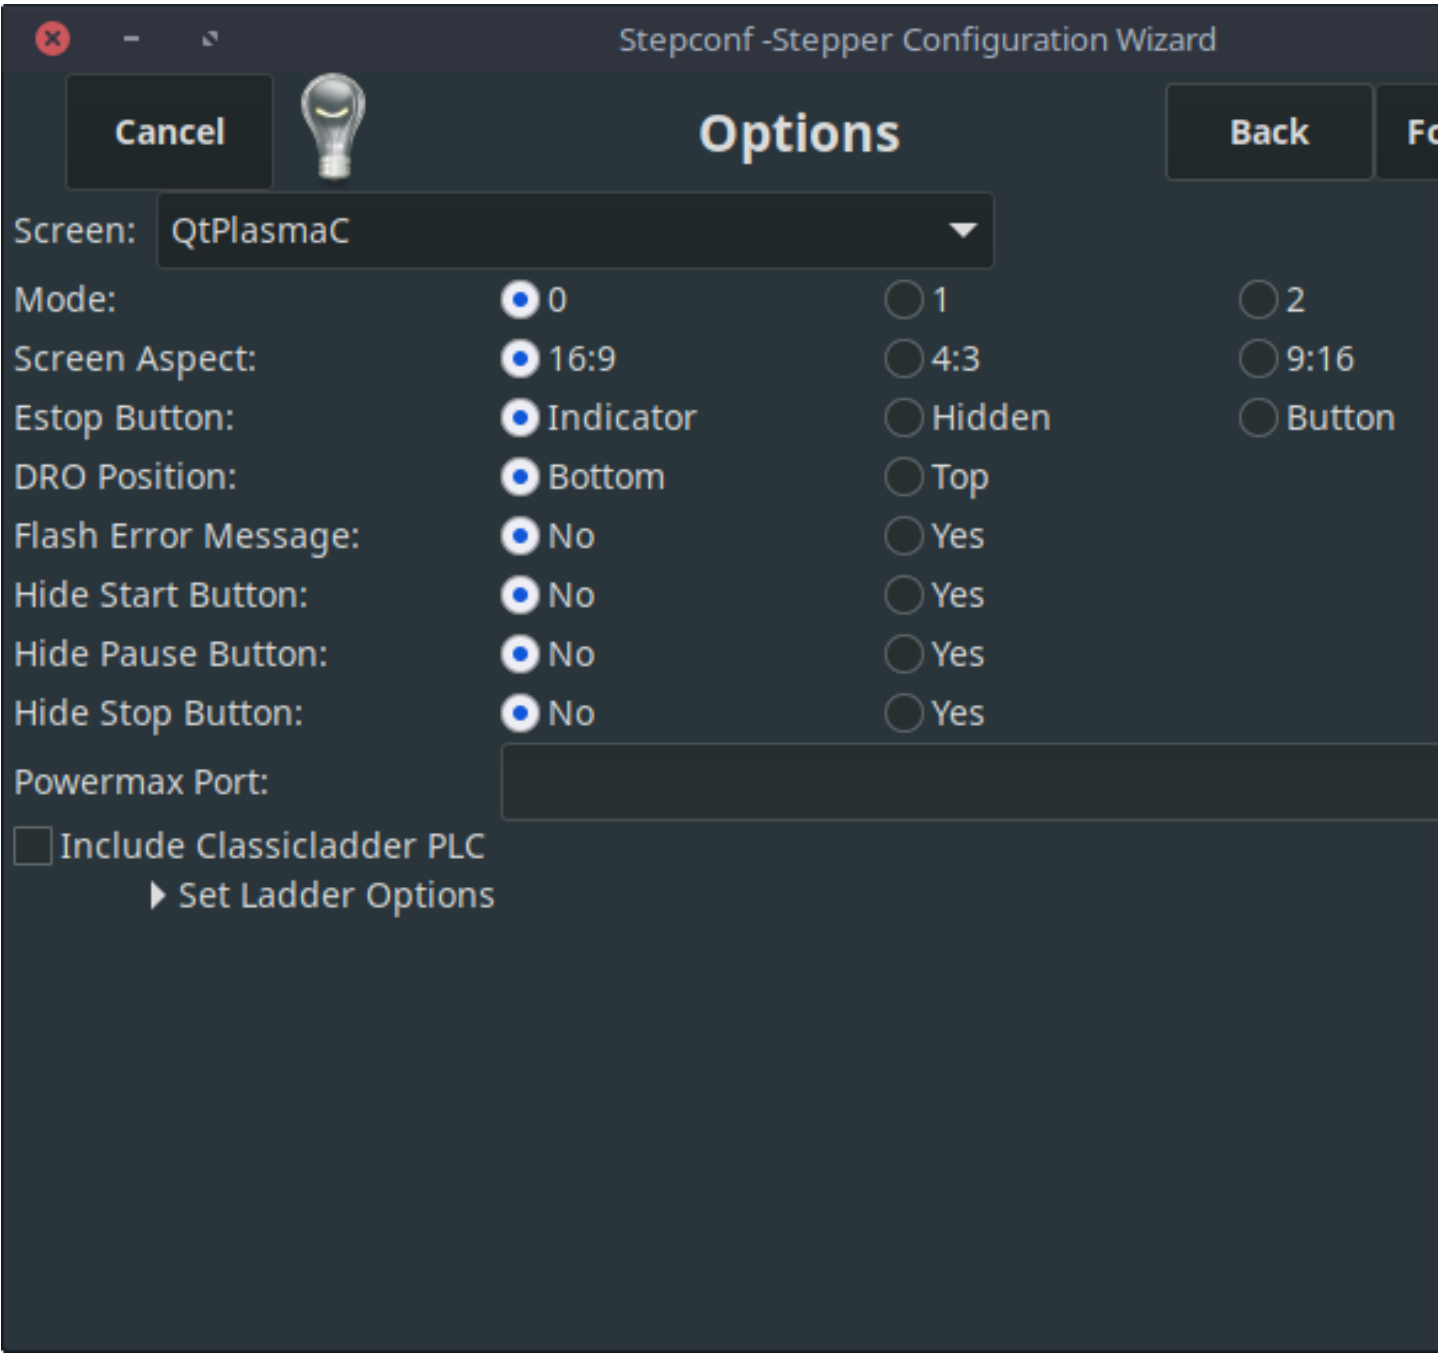 Stepconf -Stepper Configuration Wizard
Cancel Options Back
Screen: QtPlasmaC
Mode: 0 1 2
Screen Aspect: 16:9 4:3 9:16
Estop Button: Indicator Hidden Button
DRO Position: Bottom Top
Flash Error Message: No Yes
Hide Start Button: No Yes
Hide Pause Button: No Yes
Hide Stop Button: No Yes
Powermax Port:
Include Classicladder PLC
Set Ladder Options